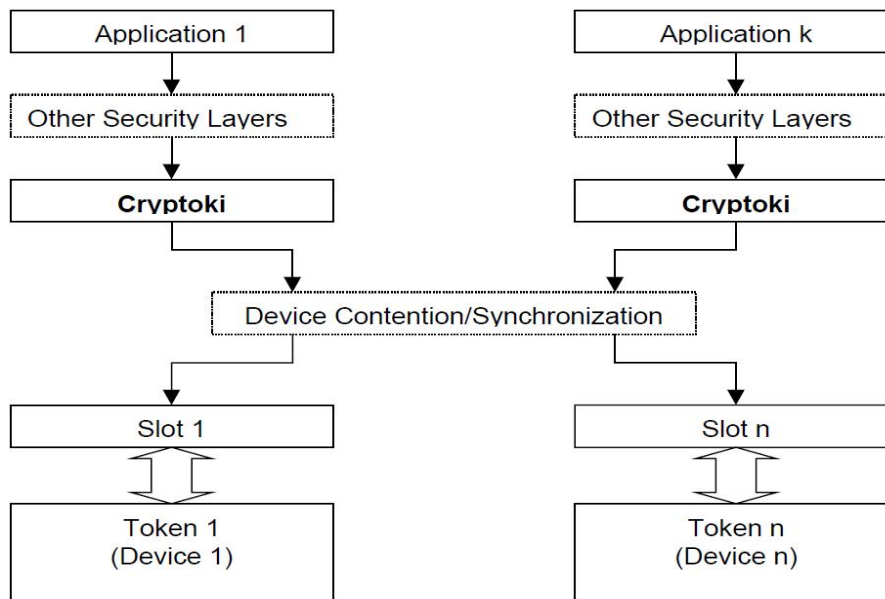 Application 1
Application k
Other Security Layers
Other Security Layers
Cryptoki
Cryptoki
Device Contention/Synchronization
Slot 1
Slot n
Token 1
(Device 1)
Token n
(Device n)